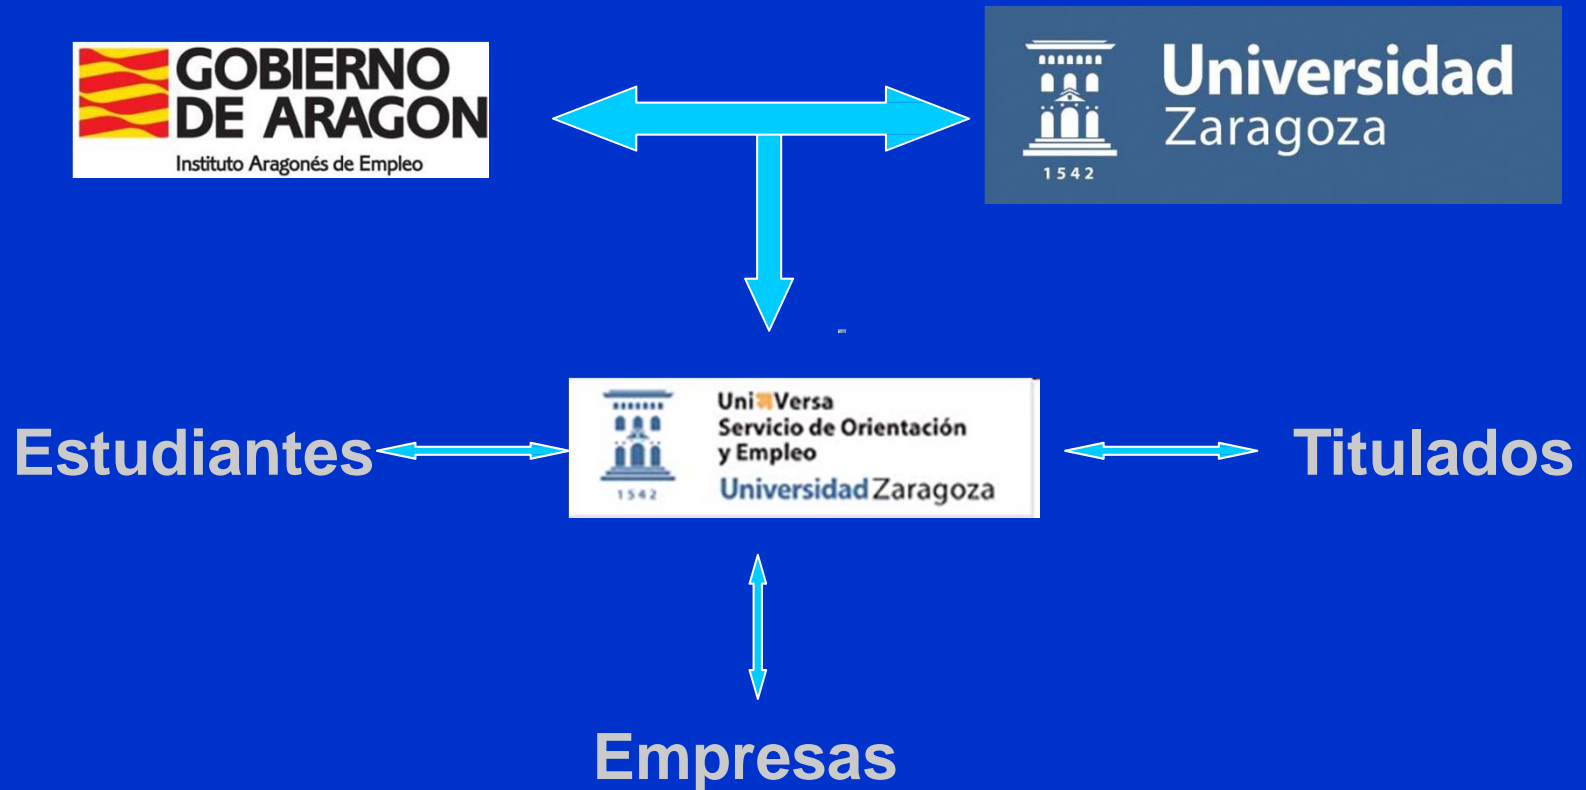 GOBIERNO
DE ARAGON
Instituto Aragonés de Empleo
Universidad
Zaragoza
1542
UniVersa
Servicio de Orientación
y Empleo
Universidad Zaragoza
1542
Estudiantes
Titulados
Empresas